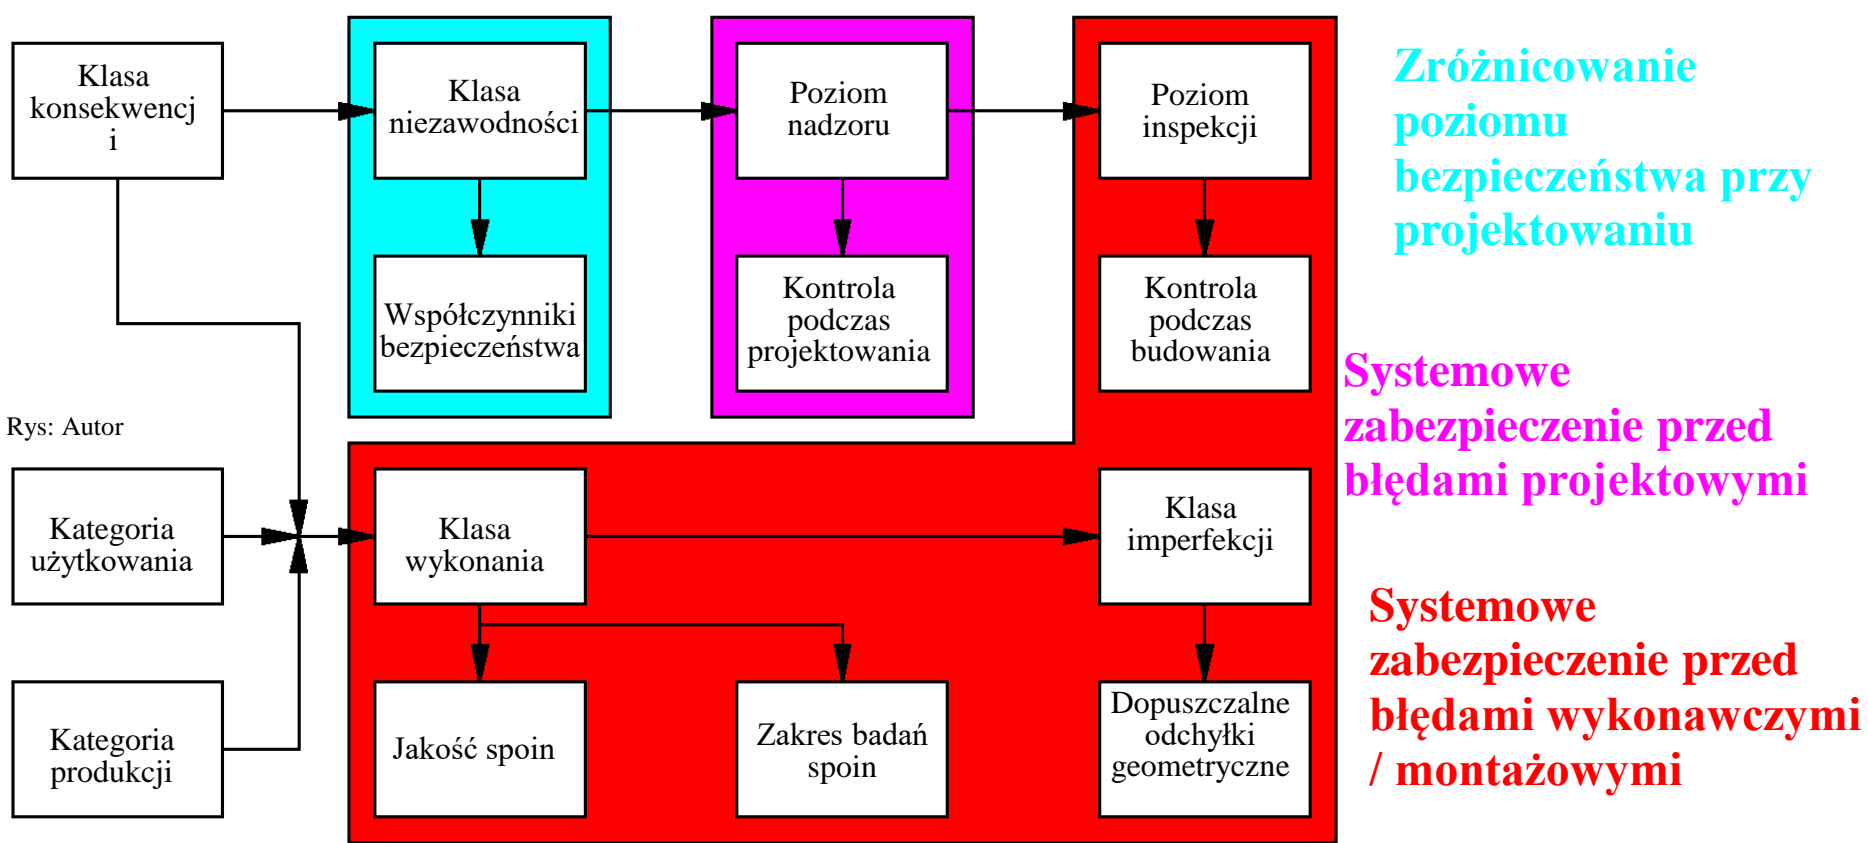 Klasa
konsekwencj
i
Klasa
niezawodności
Poziom
nadzoru
Poziom
inspekcji
Zróżnicowanie
poziomu
bezpieczeństwa przy
projektowaniu
Współczynniki
bezpieczeństwa
Kontrola
podczas
projektowania
Kontrola
podczas
budowania
Systemowe
zabezpieczenie przed
błędami projektowymi
Rys: Autor
Kategoria
użytkowania
Klasa
wykonania
Klasa
imperfekcji
Systemowe
zabezpieczenie przed
błędami wykonawczymi
/ montażowymi
Kategoria
produkcji
Jakość spoin
Zakres badań
spoin
Dopuszczalne
odchyłki
geometryczne